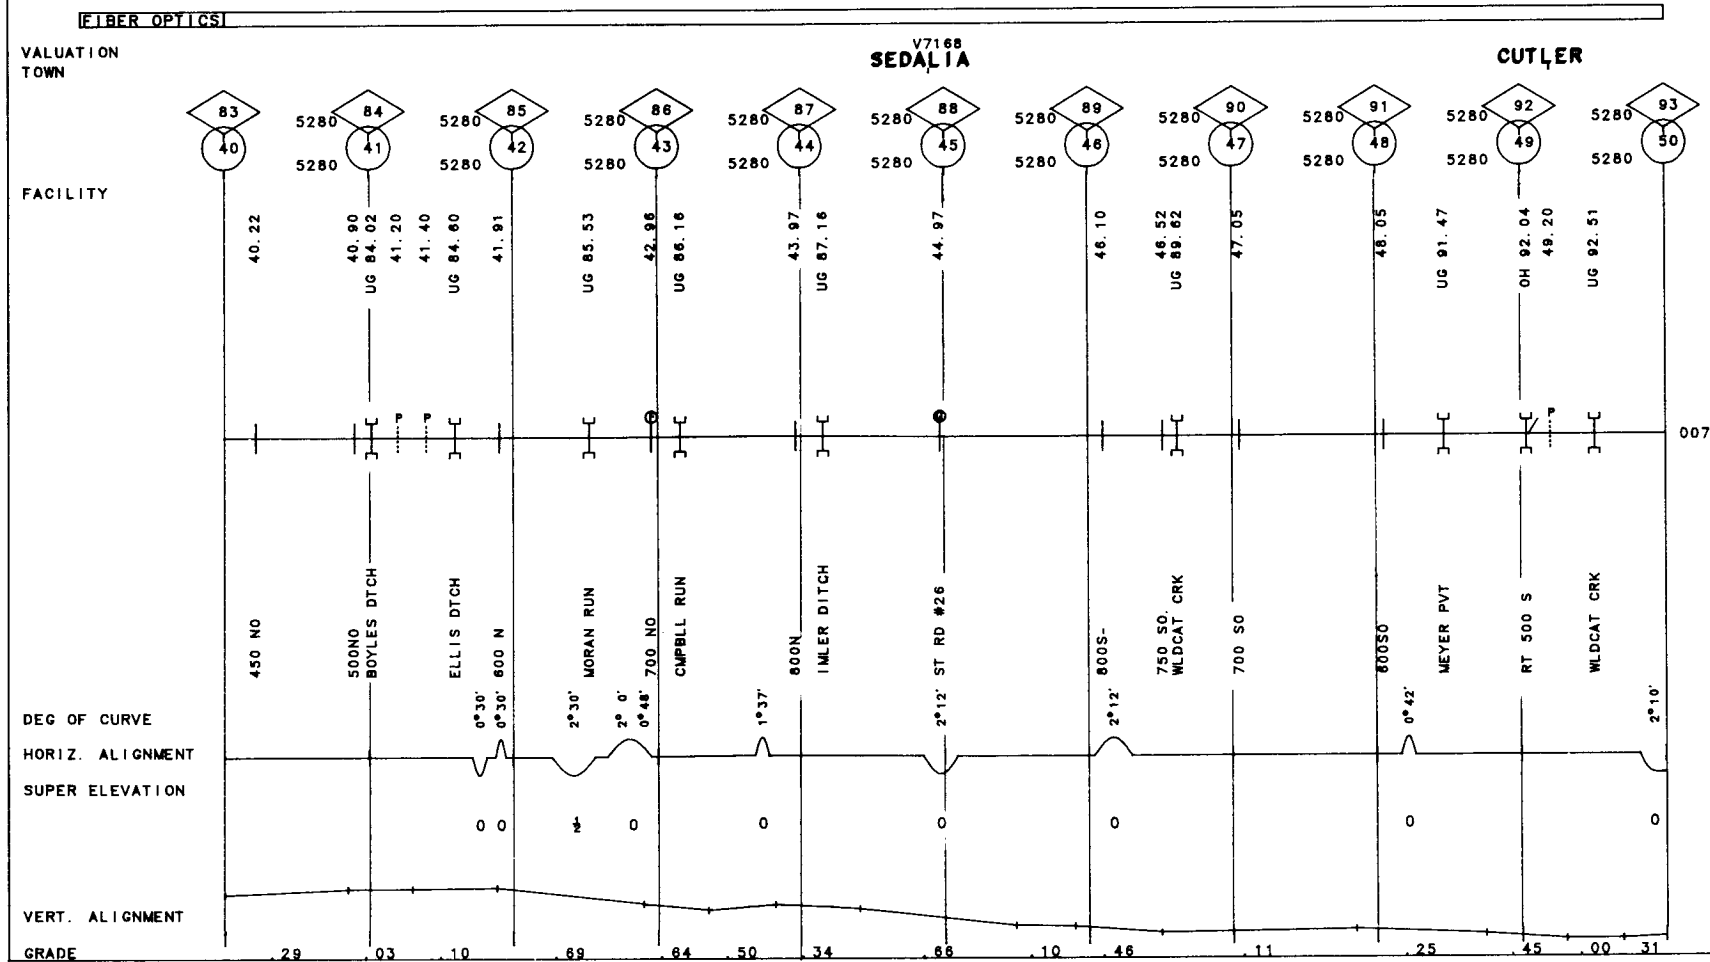 FIBER OPTICS
VALUATION V7168
TOWN SEDALIA CUTLER
83 84 85 86 87 88 89 90 91 92 93
5280 5280 5280 5280 5280 5280 5280 5280 5280 5280
40 41 42 43 44 45 46 47 48 49 50
5280 5280 5280 5280 5280 5280 5280 5280 5280 5280
FACILITY
40.22
40.90
UG 84.02
41.20
41.40
UG 84.60
41.91
UG 85.53
42.96
UG 86.16
43.97
UG 87.16
44.97
46.10
46.52
UG 89.62
47.05
48.05
UG 91.47
OH 92.04
49.20
UG 92.51
P P P
007
450 NO
500NO
BOYLES DTCH
ELLIS DTCH
600 N
MORAN RUN
700 NO
CMPBLL RUN
800N
IMLER DITCH
ST RD #26
800S-
750 SO.
WLDCAT CRK
700 SO
600SO
MEYER PVT
RT 500 S
WLDCAT CRK
DEG OF CURVE 0°30' 0°30' 2°30' 2° 0' 0°48' 1°37' 2°12' 2°12' 0°42' 2°10'
HORIZ. ALIGNMENT
SUPER ELEVATION
0 0 ½ 0 0 0 0 0 0
VERT. ALIGNMENT
GRADE .29 .03 .10 .69 .64 .50 .34 .66 .10 .46 .11 .25 .45 .00 .31